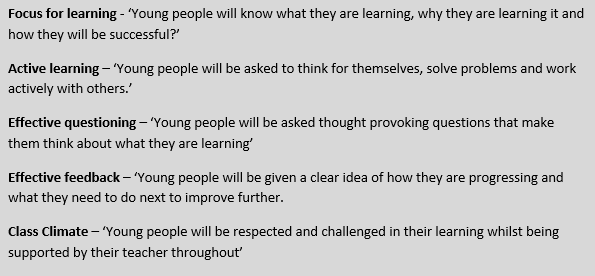 Focus for learning - ‘Young people will know what they are learning, why they are learning it and
how they will be successful?’
Active learning – ‘Young people will be asked to think for themselves, solve problems and work
actively with others.’
Effective questioning – ‘Young people will be asked thought provoking questions that make
them think about what they are learning’
Effective feedback – ‘Young people will be given a clear idea of how they are progressing and
what they need to do next to improve further.
Class Climate – ‘Young people will be respected and challenged in their learning whilst being
supported by their teacher throughout’